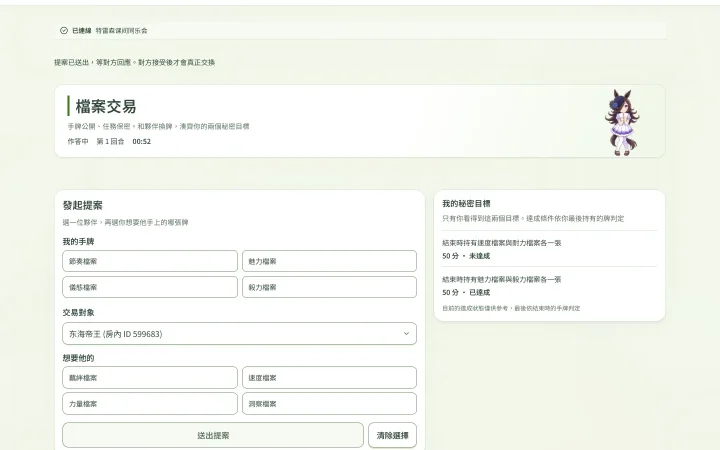 已連線 特雷森课间同乐会
提案已送出，等對方回應。對方接受後才會真正交換
檔案交易
手牌公開、任務保密，和夥伴換牌，湊齊你的兩個秘密目標
作答中 第 1 回合 00:52
發起提案
選一位夥伴，再選你想要他手上的哪張牌
我的手牌
節奏檔案
魅力檔案
儀態檔案
毅力檔案
交易對象
东海帝王 (房內 ID 599683)
想要他的
羈絆檔案
速度檔案
力量檔案
洞察檔案
送出提案
清除選擇
我的秘密目標
只有你看得到這兩個目標。達成條件依你最後持有的牌判定
結束時持有速度檔案與耐力檔案各一張
50 分・未達成
結束時持有魅力檔案與毅力檔案各一張
50 分・已達成
目前的達成狀態僅供參考，最後依結束時的手牌判定